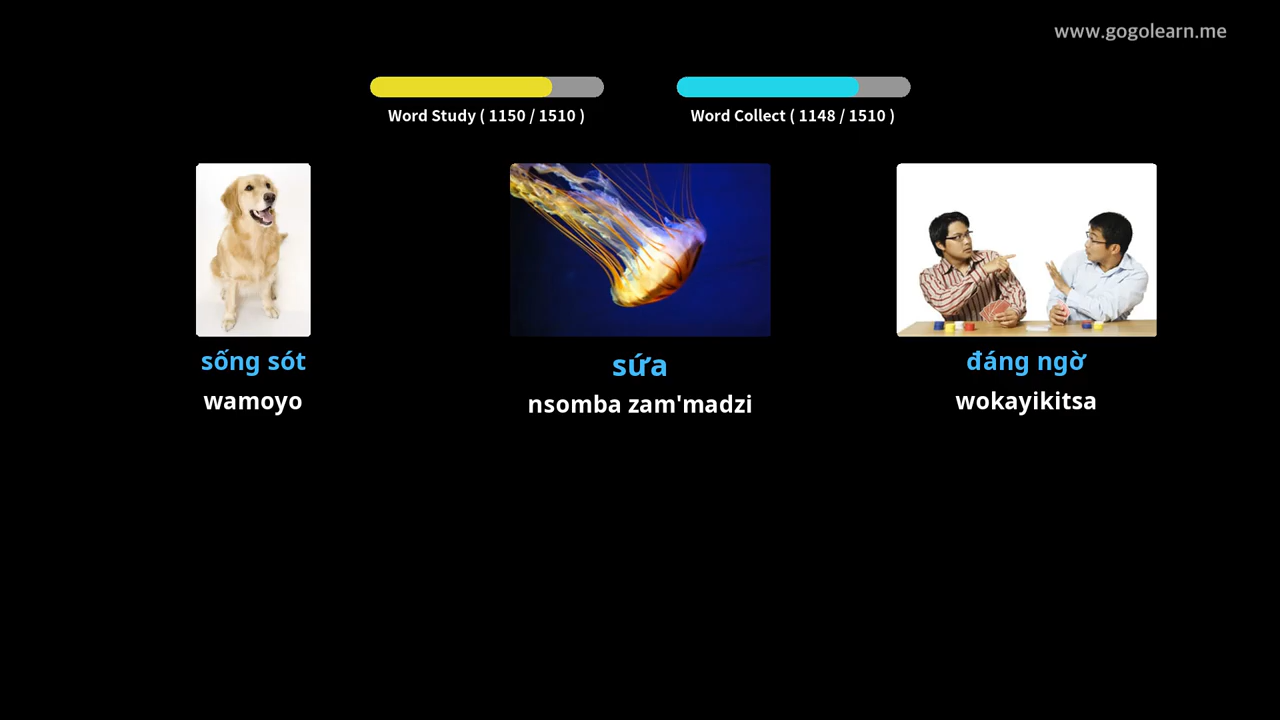 www.gogolearn.me
Word Study ( 1150 / 1510 )
Word Collect ( 1148 / 1510 )
sống sót
wamoyo
sứa
nsomba zam'madzi
đáng ngờ
wokayikitsa